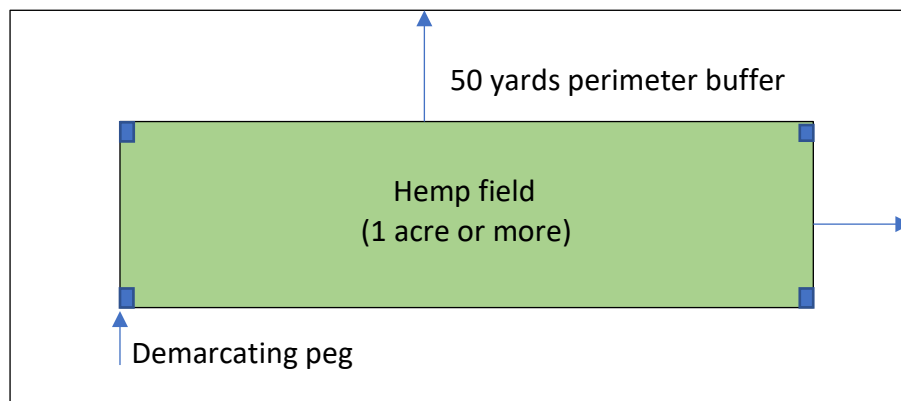 50 yards perimeter buffer
Hemp field
(1 acre or more)
Demarcating peg